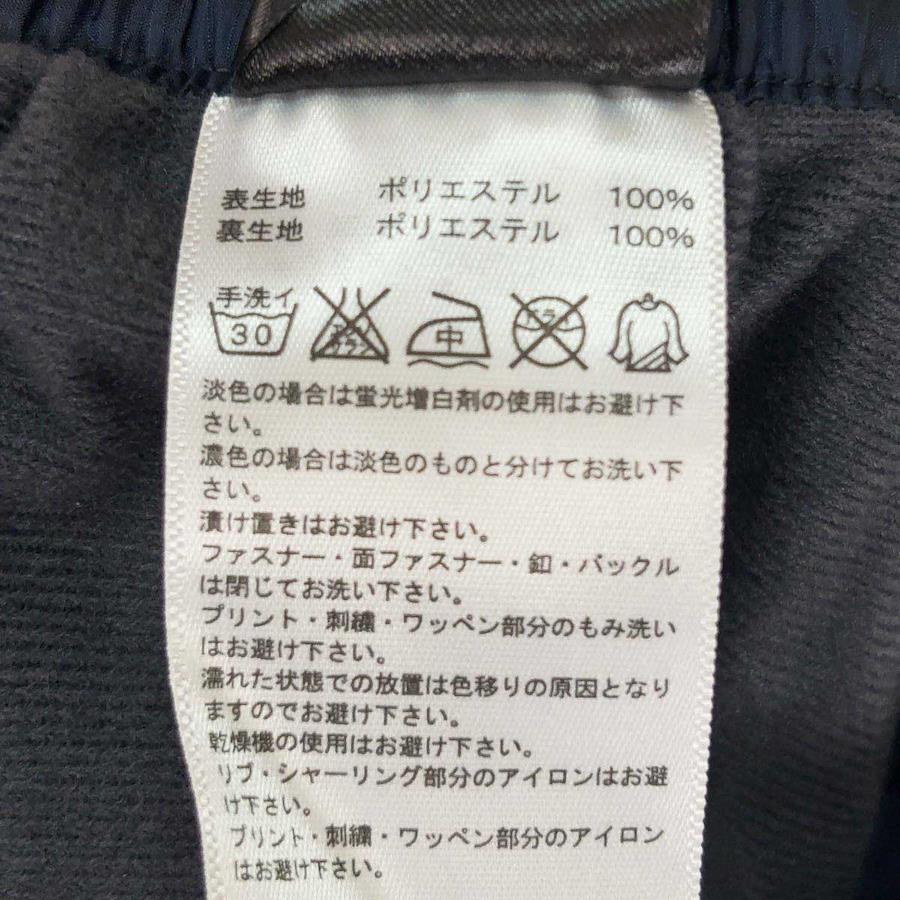 表生地 ポリエステル 100%
裏生地 ポリエステル 100%
手洗イ
30
中
ドライ
淡色の場合は蛍光増白剤の使用はお避け下
さい。
濃色の場合は淡色のものと分けてお洗い下
さい。
漬け置きはお避け下さい。
ファスナー・面ファスナー・釦・バックル
は閉じてお洗い下さい。
プリント・刺繍・ワッペン部分のもみ洗い
はお避け下さい。
濡れた状態での放置は色移りの原因となり
ますのでお避け下さい。
乾燥機の使用はお避け下さい。
リブ・シャーリング部分のアイロンはお避
け下さい。
プリント・刺繍・ワッペン部分のアイロン
はお避け下さい。